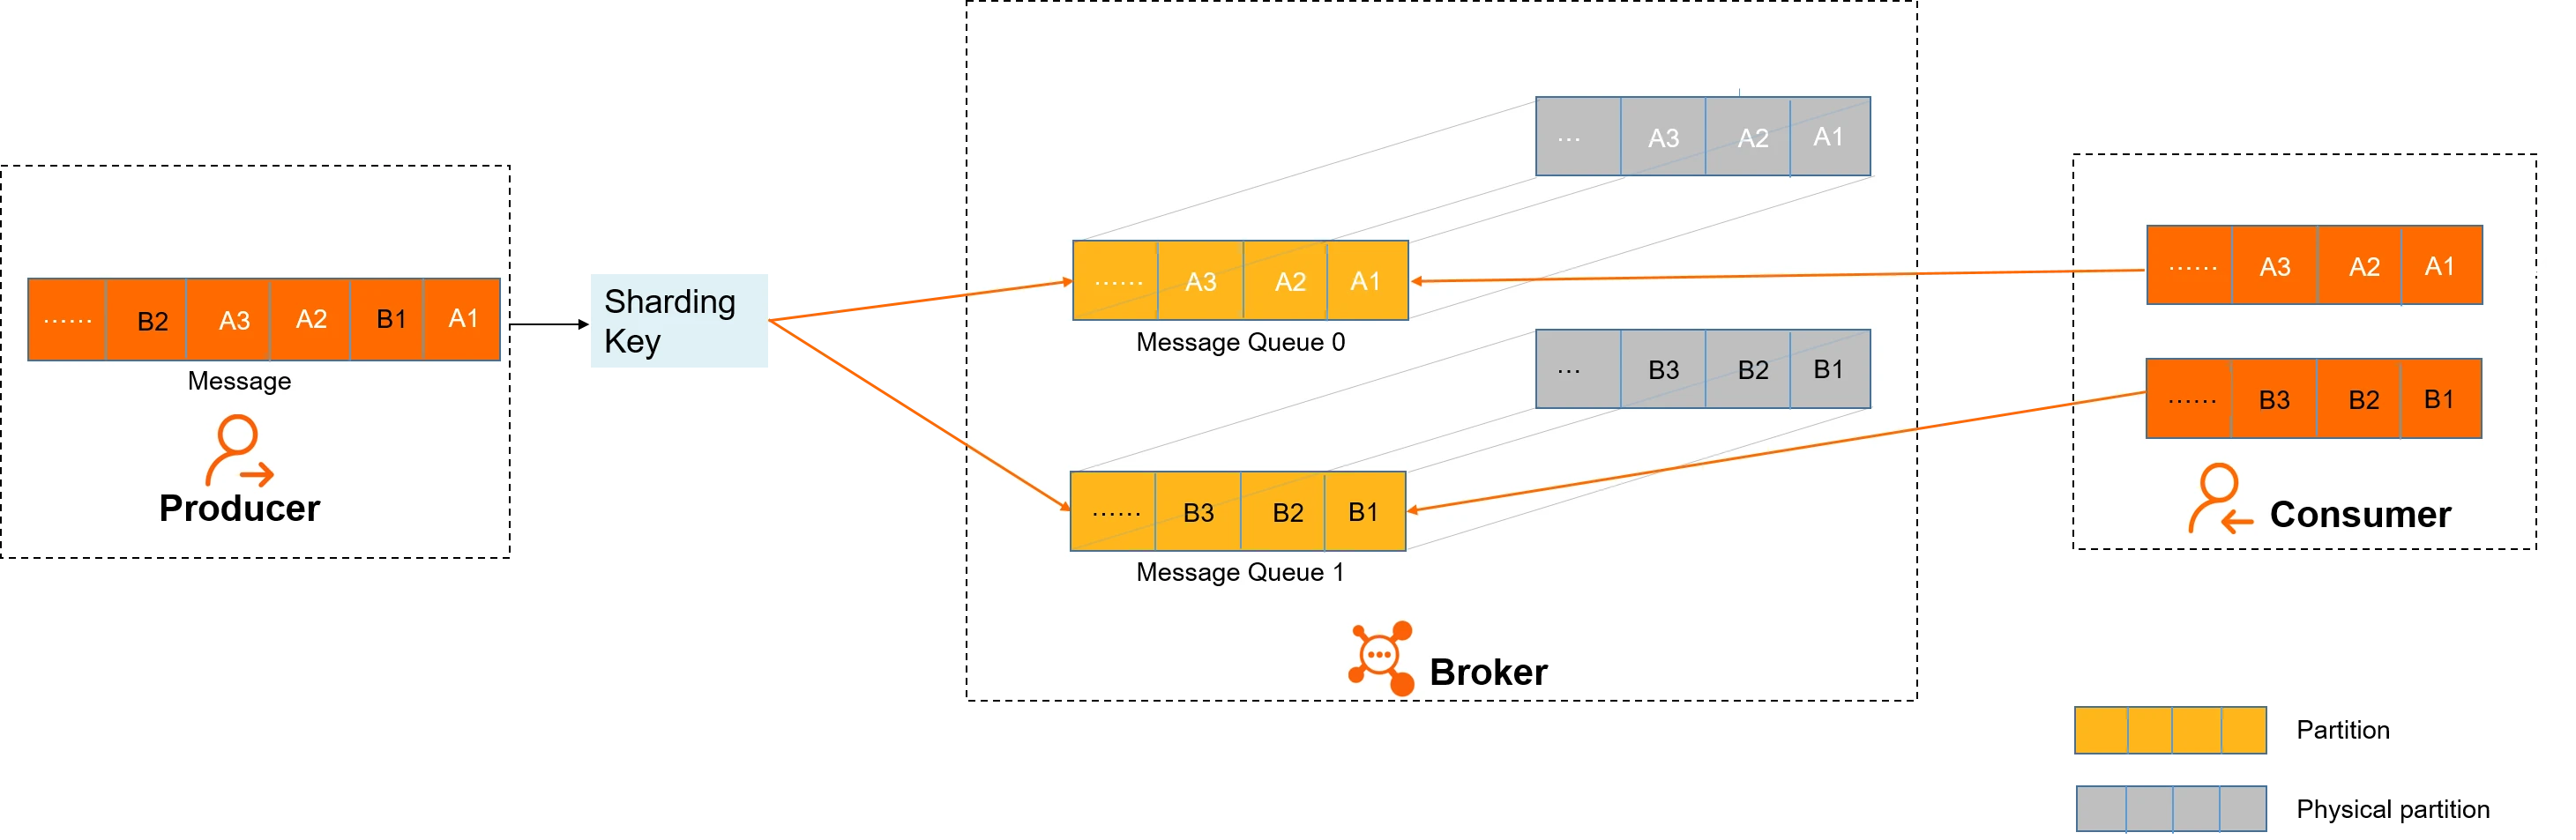 ······ B2 A3 A2 B1 A1
Message
Producer
Sharding
Key
··· A3 A2 A1
······ A3 A2 A1
Message Queue 0
··· B3 B2 B1
······ B3 B2 B1
Message Queue 1
Broker
······ A3 A2 A1
······ B3 B2 B1
Consumer
Partition
Physical partition